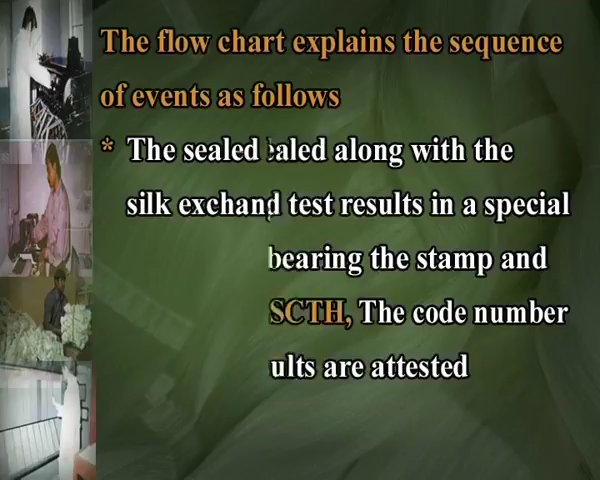 The flow chart explains the sequence
of events as follows
* The sealed ealed along with the
silk exchand test results in a special
bearing the stamp and
SCTH, The code number
ults are attested